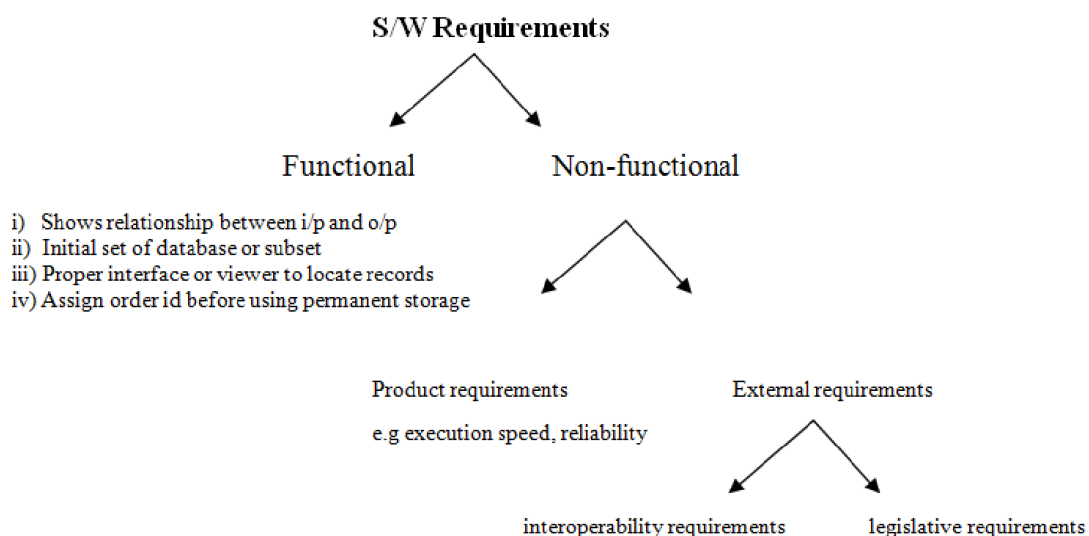 S/W Requirements
Functional
Non-functional
i) Shows relationship between i/p and o/p
ii) Initial set of database or subset
iii) Proper interface or viewer to locate records
iv) Assign order id before using permanent storage
Product requirements
External requirements
e.g execution speed, reliability
interoperability requirements
legislative requirements